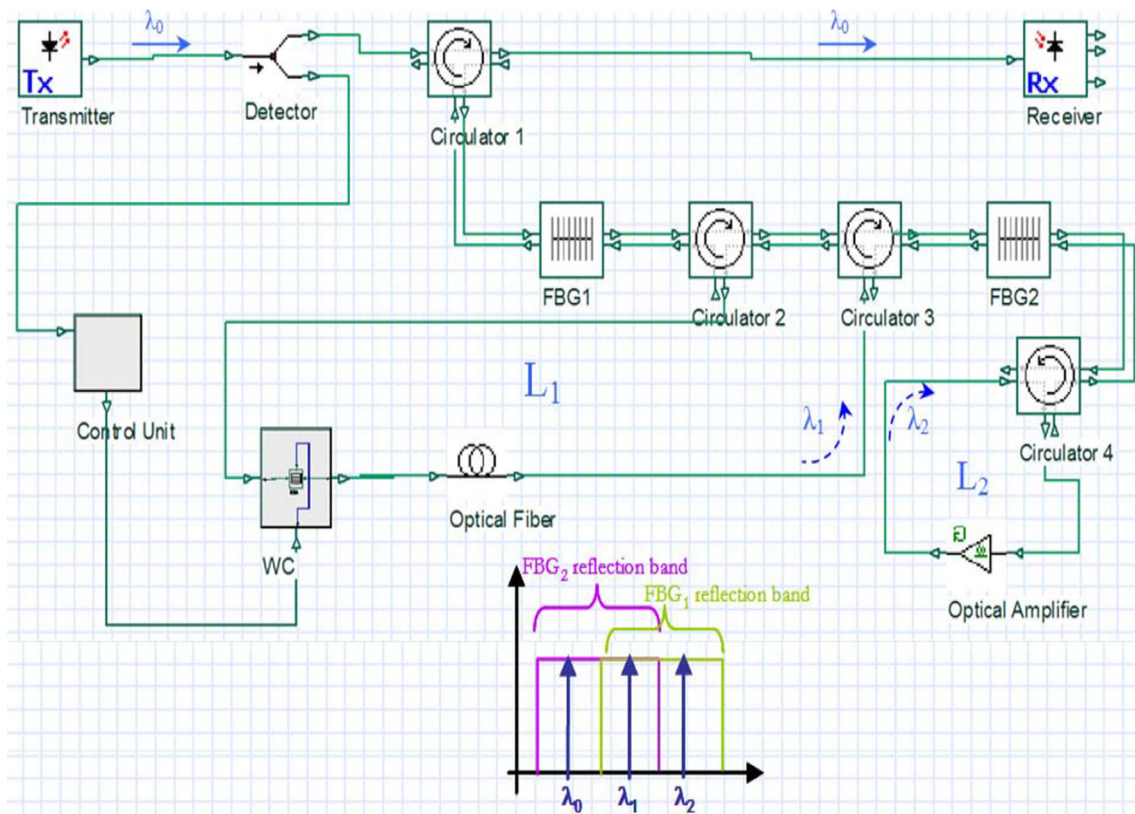 λ0
λ0
Tx
Rx
Transmitter
Detector
Circulator 1
Receiver
FBG1
Circulator 2
Circulator 3
FBG2
L1
λ1
λ2
Control Unit
Circulator 4
L2
Optical Fiber
WC
FBG2 reflection band
FBG1 reflection band
Optical Amplifier
λ0
λ1
λ2